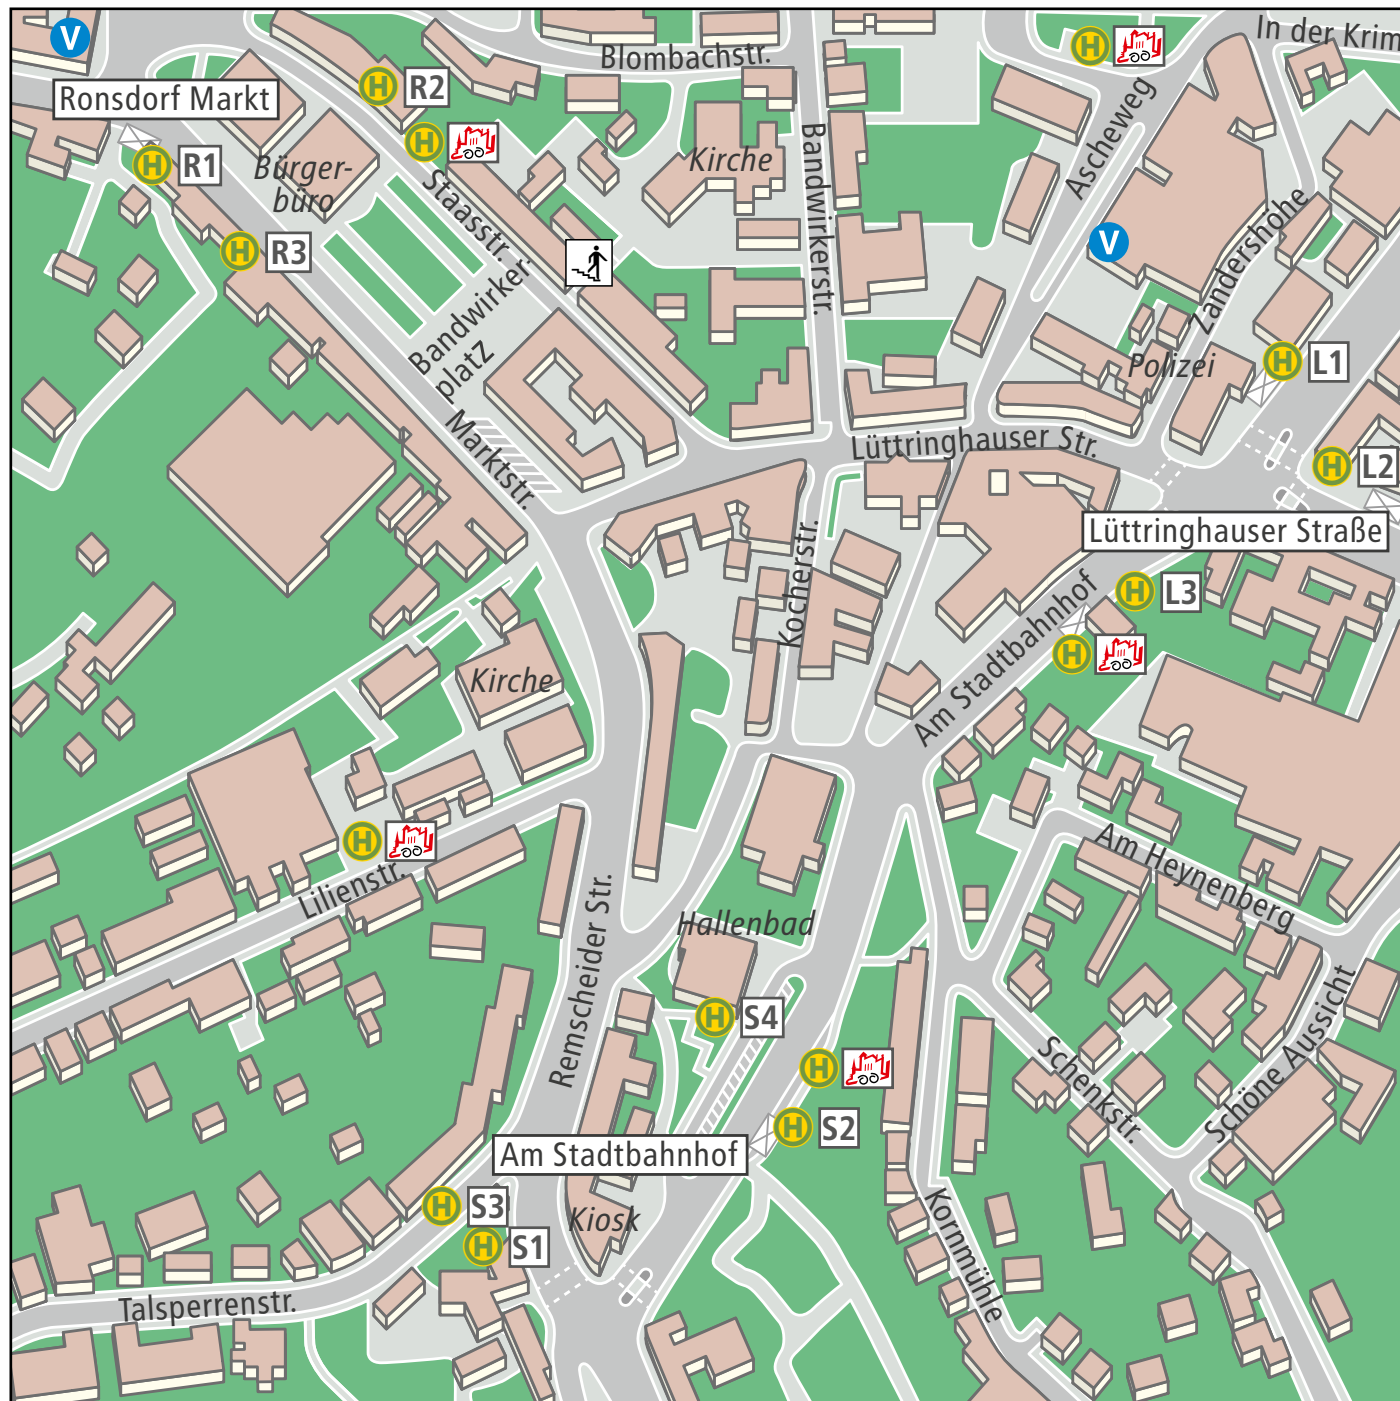 V
Ronsdorf Markt
H R1
H R2
H
H R3
Bürger-
büro
Staasstr.
Blombachstr.
Kirche
Bandwirkerstr.
H
In der Krim
Ascheweg
V
Zandershöhe
Polizei
H L1
H L2
Bandwirker-
platz
Marktstr.
Lüttringhauser Str.
Lüttringhauser Straße
H L3
H
Am Stadtbahnhof
Kocherstr.
Kirche
H
Lilienstr.
Remscheider Str.
Hallenbad
H S4
H
H S2
Am Stadtbahnhof
H S3
H S1
Kiosk
Talsperrenstr.
Am Heynenberg
Schöne Aussicht
Schenkstr.
Kornmühle